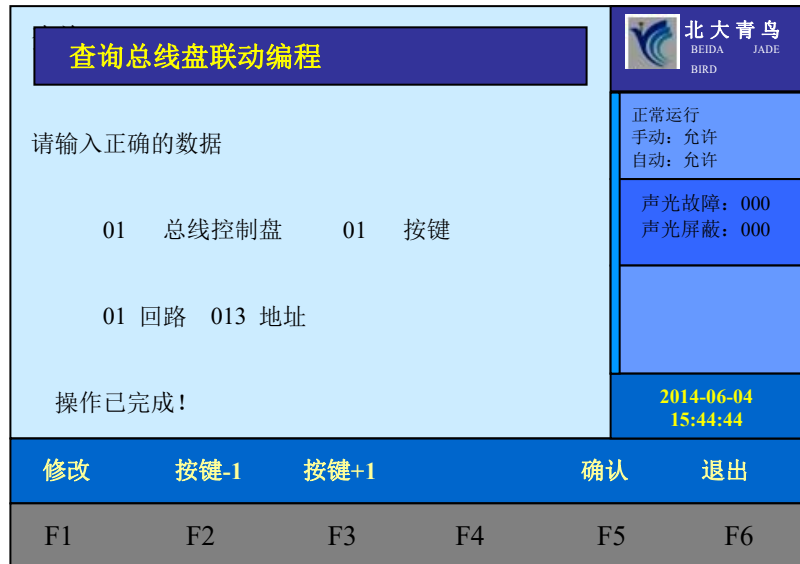 查询总线盘联动编程
请输入正确的数据
01 总线控制盘 01 按键
01 回路 013 地址
操作已完成！
北大青鸟
BEIDA JADE
BIRD
正常运行
手动：允许
自动：允许
声光故障：000
声光屏蔽：000
2014-06-04
15:44:44
修改 按键-1 按键+1 确认 退出
F1 F2 F3 F4 F5 F6